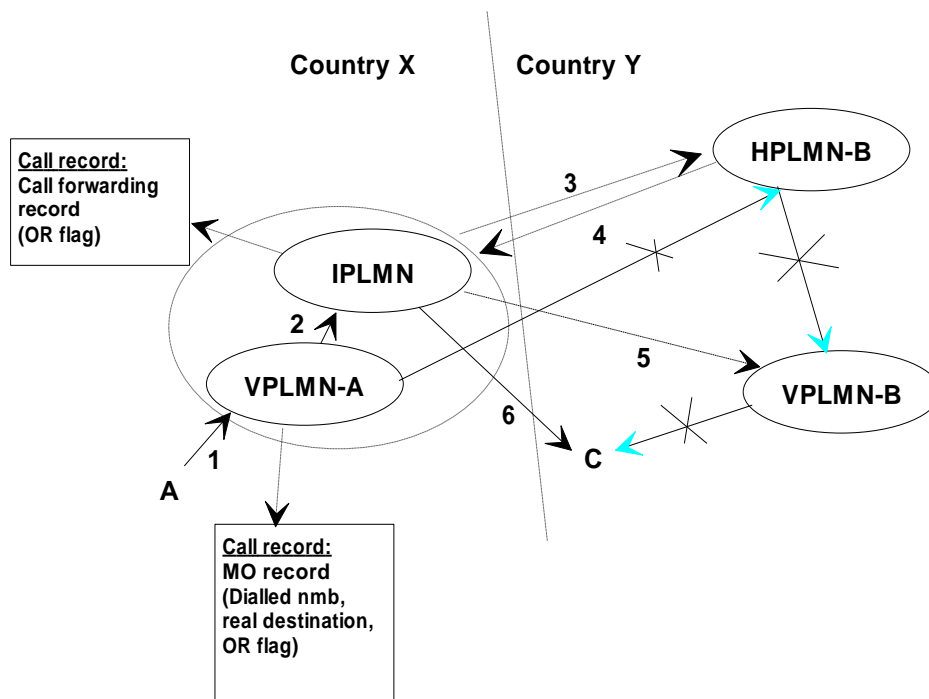 Country X
Country Y
Call record:
Call forwarding
record
(OR flag)
HPLMN-B
3
4
IPLMN
2
5
VPLMN-A
VPLMN-B
6
1
C
A
Call record:
MO record
(Dialled nmb,
real destination,
OR flag)